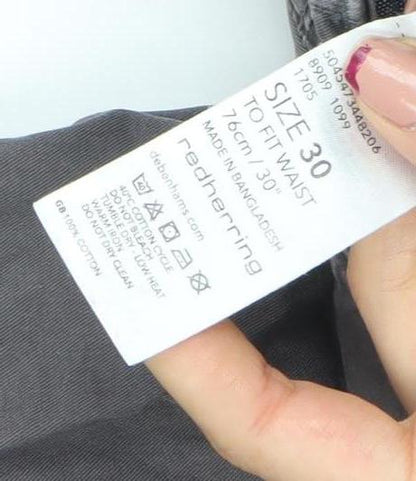 5045473448206
8909 1099
1705
SIZE 30
TO FIT WAIST
76cm / 30"
MADE IN BANGLADESH
redherring
debenhams.com
40°C COTTON CYCLE
DO NOT BLEACH
TUMBLE DRY - LOW HEAT
WARM IRON
DO NOT DRY CLEAN
GB 100% COTTON